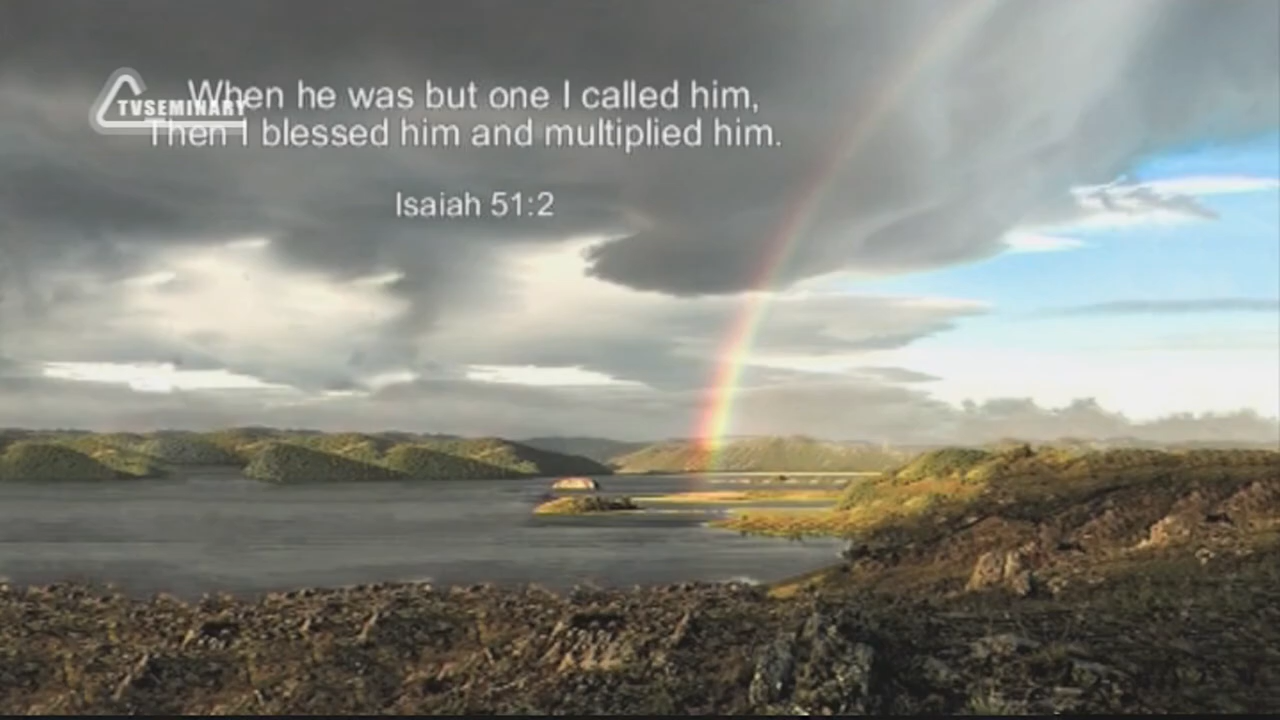 TVSEMINARY
When he was but one I called him,
Then I blessed him and multiplied him.
Isaiah 51:2